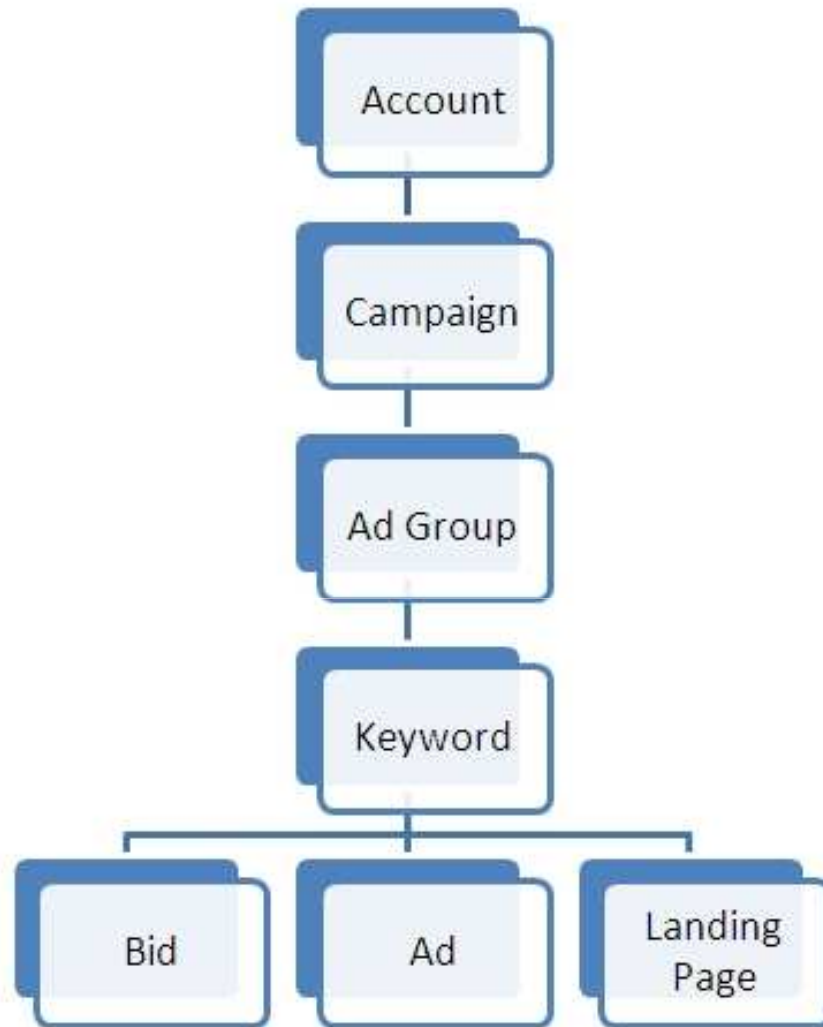 Account
Campaign
Ad Group
Keyword
Bid
Ad
Landing
Page